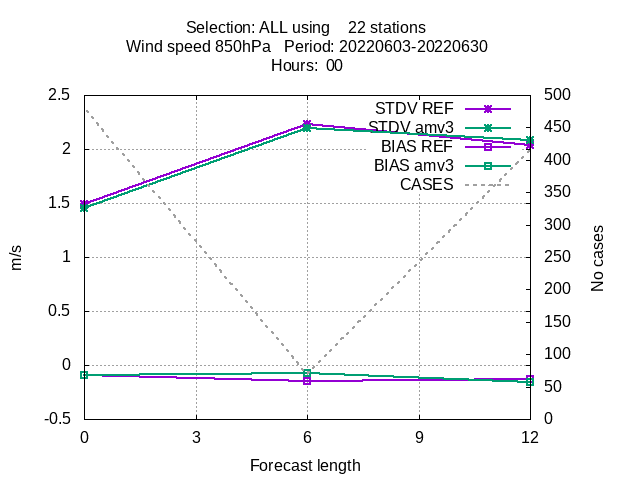 Selection: ALL using    22 stations
Wind speed 850hPa   Period: 20220603-20220630
Hours:  00
2.5
2
1.5
1
0.5
0
-0.5
m/s
STDV REF
STDV amv3
BIAS REF
BIAS amv3
CASES
500
450
400
350
300
250
200
150
100
50
0
No cases
0 3 6 9 12
Forecast length